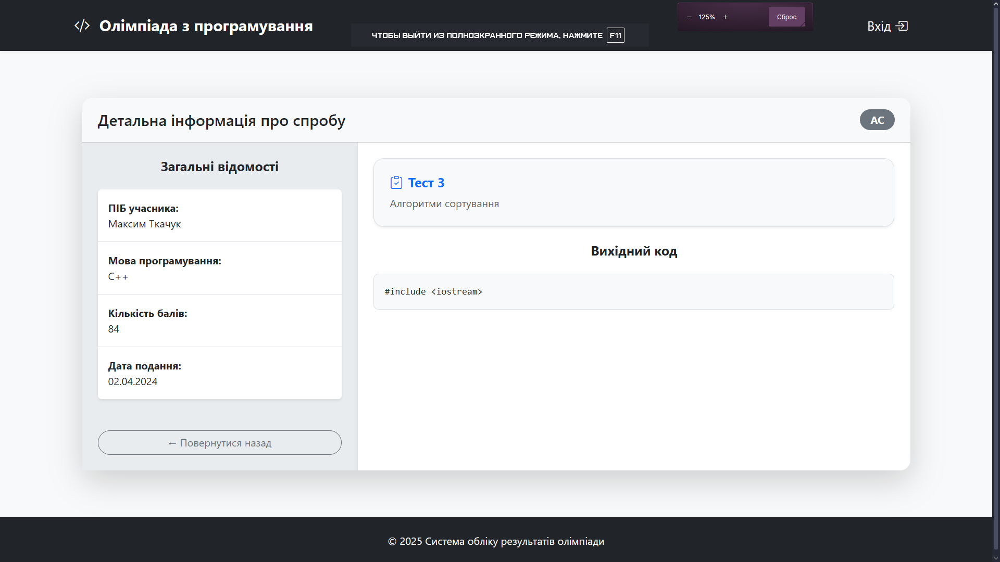 </> Олімпіада з програмування
ЧТОБЫ ВЫЙТИ ИЗ ПОЛНОЭКРАННОГО РЕЖИМА, НАЖМИТЕ F11
− 125% + Сброс
Вхід
Детальна інформація про спробу
AC
Загальні відомості
ПІБ учасника:
Максим Ткачук
Мова програмування:
C++
Кількість балів:
84
Дата подання:
02.04.2024
← Повернутися назад
Тест 3
Алгоритми сортування
Вихідний код
#include <iostream>
© 2025 Система обліку результатів олімпіади